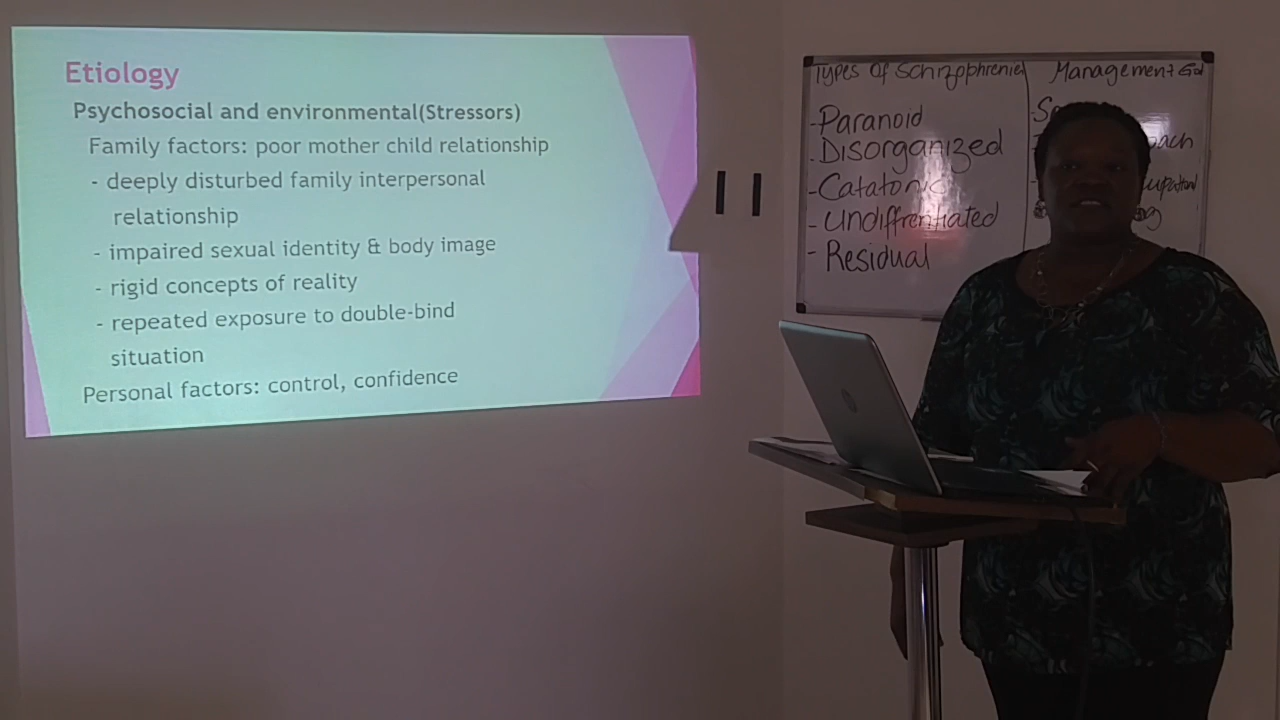 Etiology
Psychosocial and environmental(Stressors)
Family factors: poor mother child relationship
- deeply disturbed family interpersonal
relationship
- impaired sexual identity & body image
- rigid concepts of reality
- repeated exposure to double-bind
situation
Personal factors: control, confidence
Types Of Schizophrenia
- Paranoid
- Disorganized
- Catatonic
- Undiffrentiated
- Residual
Management